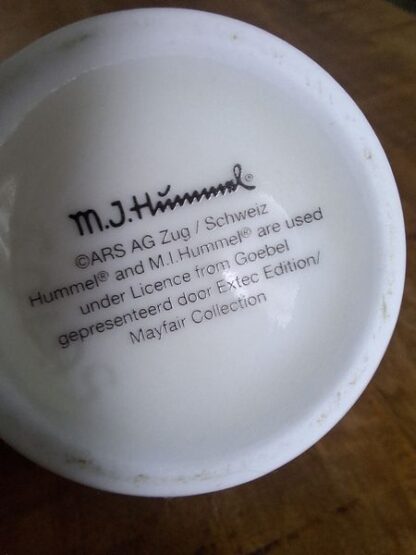 M.J.Hummel®
©ARS AG Zug / Schweiz
Hummel® and M.I.Hummel® are used
under Licence from Goebel
gepresenteerd door Extec Edition/
Mayfair Collection